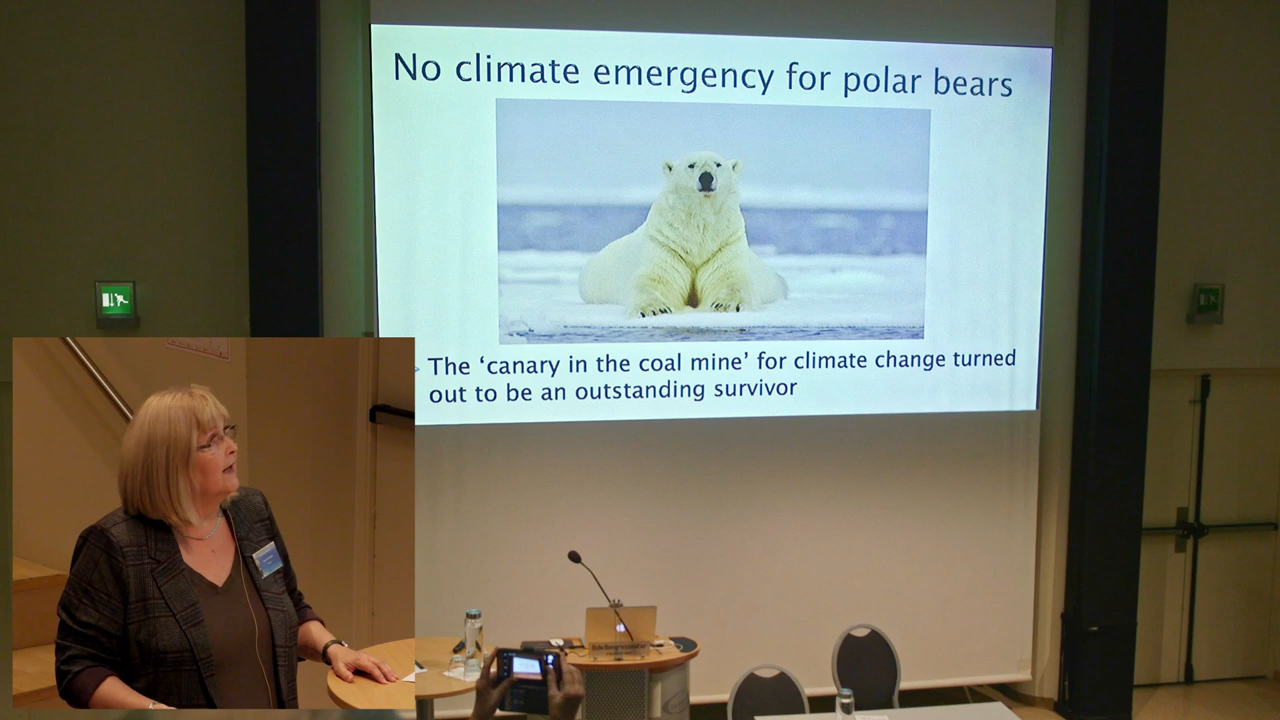 No climate emergency for polar bears
The ‘canary in the coal mine’ for climate change turned
out to be an outstanding survivor